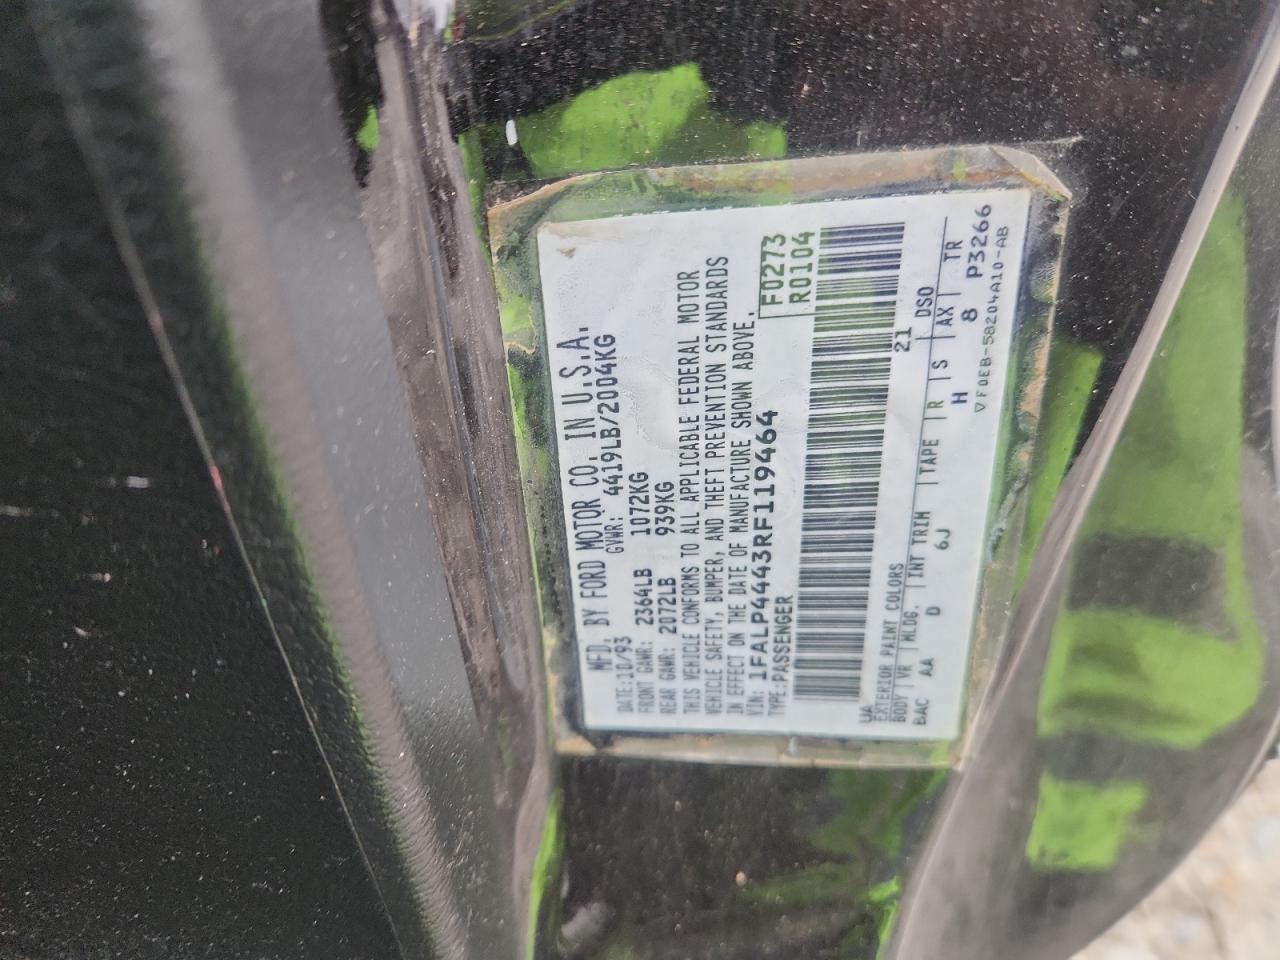 MFD. BY FORD MOTOR CO. IN U.S.A.
DATE: 10/93 GVWR: 4419LB/2004KG
FRONT GAWR: 2364LB 1072KG
REAR GAWR: 2072LB 939KG
THIS VEHICLE CONFORMS TO ALL APPLICABLE FEDERAL MOTOR
VEHICLE SAFETY, BUMPER, AND THEFT PREVENTION STANDARDS
IN EFFECT ON THE DATE OF MANUFACTURE SHOWN ABOVE.
VIN: 1FALP4443RF119464 F0273
TYPE: PASSENGER R0104
UA 21
EXTERIOR PAINT COLORS DSO
BODY VR MLDG. INT TRIM TAPE R S AX TR
BAC AA D 6J H 8 P3266
▽F0EB-58204A10-AB